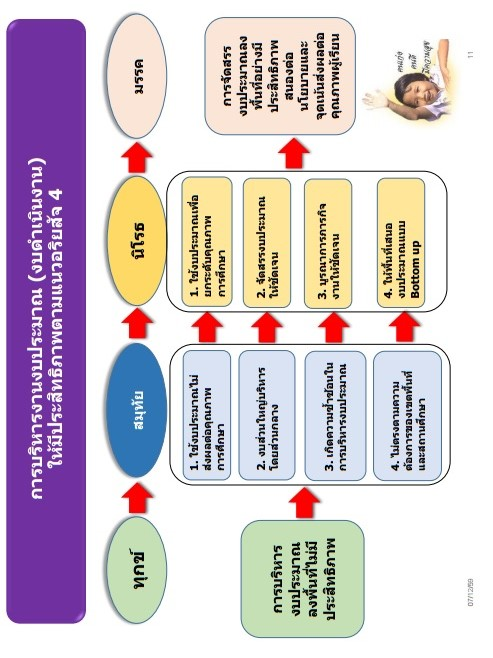 การบริหารงานงบประมาณ (งบดำเนินงาน)
ให้มีประสิทธิภาพตามแนวอริยสัจ 4
ทุกข์
สมุทัย
นิโรธ
มรรค
การบริหาร
งบประมาณ
ลงพื้นที่ไม่มี
ประสิทธิภาพ
1. ใช้งบประมาณไม่
ส่งผลต่อคุณภาพ
การศึกษา
2. งบส่วนใหญ่บริหาร
โดยส่วนกลาง
3. เกิดความซ้ำซ้อนใน
การบริหารงบประมาณ
4. ไม่ตรงตามความ
ต้องการของเขตพื้นที่
และสถานศึกษา
1. ใช้งบประมาณเพื่อ
ยกระดับคุณภาพ
การศึกษา
2. จัดสรรงบประมาณ
ให้ชัดเจน
3. บูรณาการภารกิจ
งานให้ชัดเจน
4. ให้พื้นที่เสนอ
งบประมาณแบบ
Bottom up
การจัดสรร
งบประมาณลง
พื้นที่อย่างมี
ประสิทธิภาพ
สนองต่อ
นโยบายและ
จุดเน้นส่งผลต่อ
คุณภาพผู้เรียน
คนเก่ง
คนดี
มีความสุข
07/12/59
11